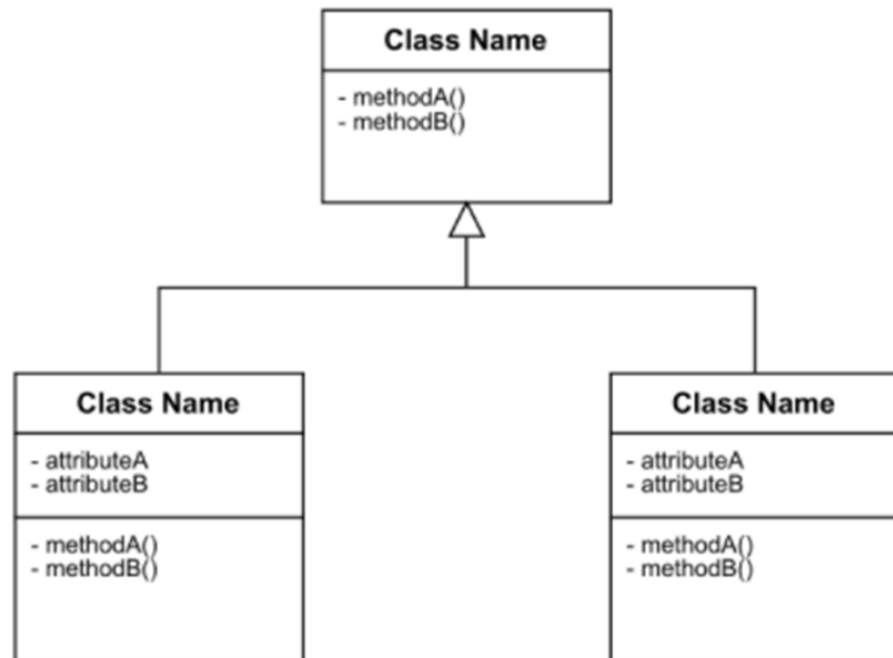 Class Name
- methodA()
- methodB()
Class Name
- attributeA
- attributeB
- methodA()
- methodB()
Class Name
- attributeA
- attributeB
- methodA()
- methodB()